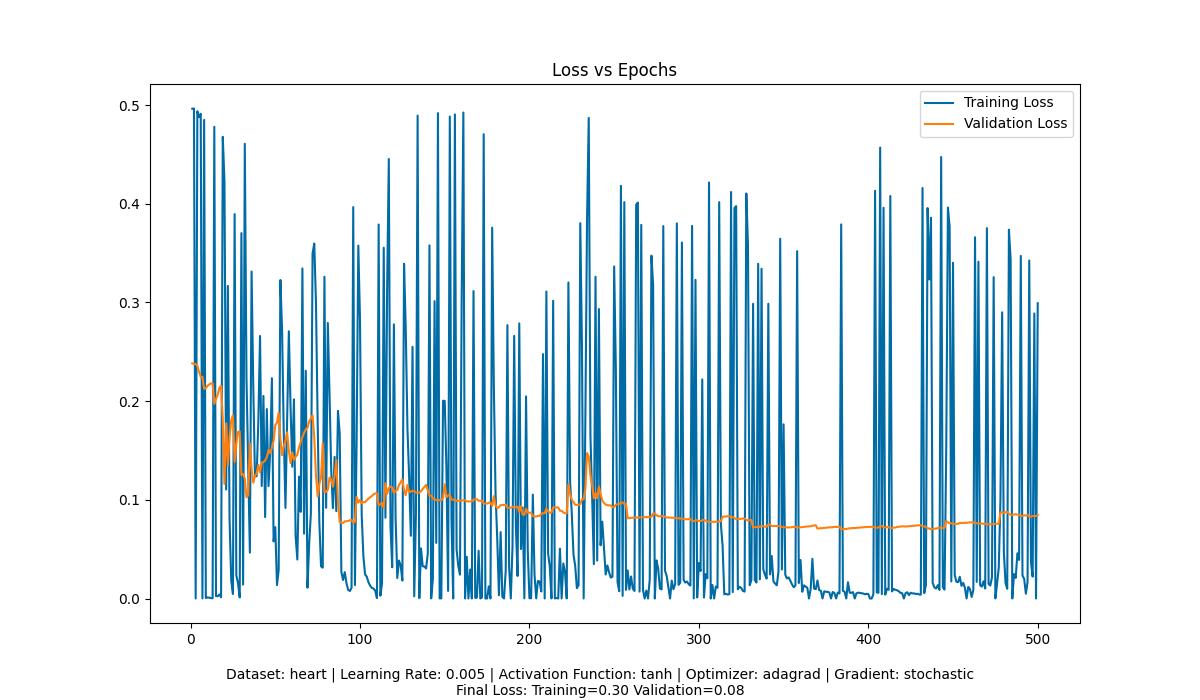 Loss vs Epochs
Training Loss
Validation Loss
0.5
0.4
0.3
0.2
0.1
0.0
0 100 200 300 400 500
Dataset: heart | Learning Rate: 0.005 | Activation Function: tanh | Optimizer: adagrad | Gradient: stochastic
Final Loss: Training=0.30 Validation=0.08